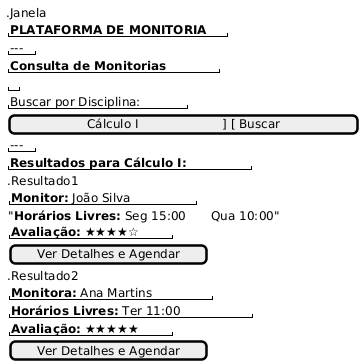 .Janela
PLATAFORMA DE MONITORIA
---
Consulta de Monitorias
Buscar por Disciplina:
Cálculo I ] [ Buscar
---
Resultados para Cálculo I:
.Resultado1
Monitor: João Silva
"Horários Livres: Seg 15:00 Qua 10:00"
Avaliação: ★★★★☆
Ver Detalhes e Agendar
.Resultado2
Monitora: Ana Martins
Horários Livres: Ter 11:00
Avaliação: ★★★★★
Ver Detalhes e Agendar